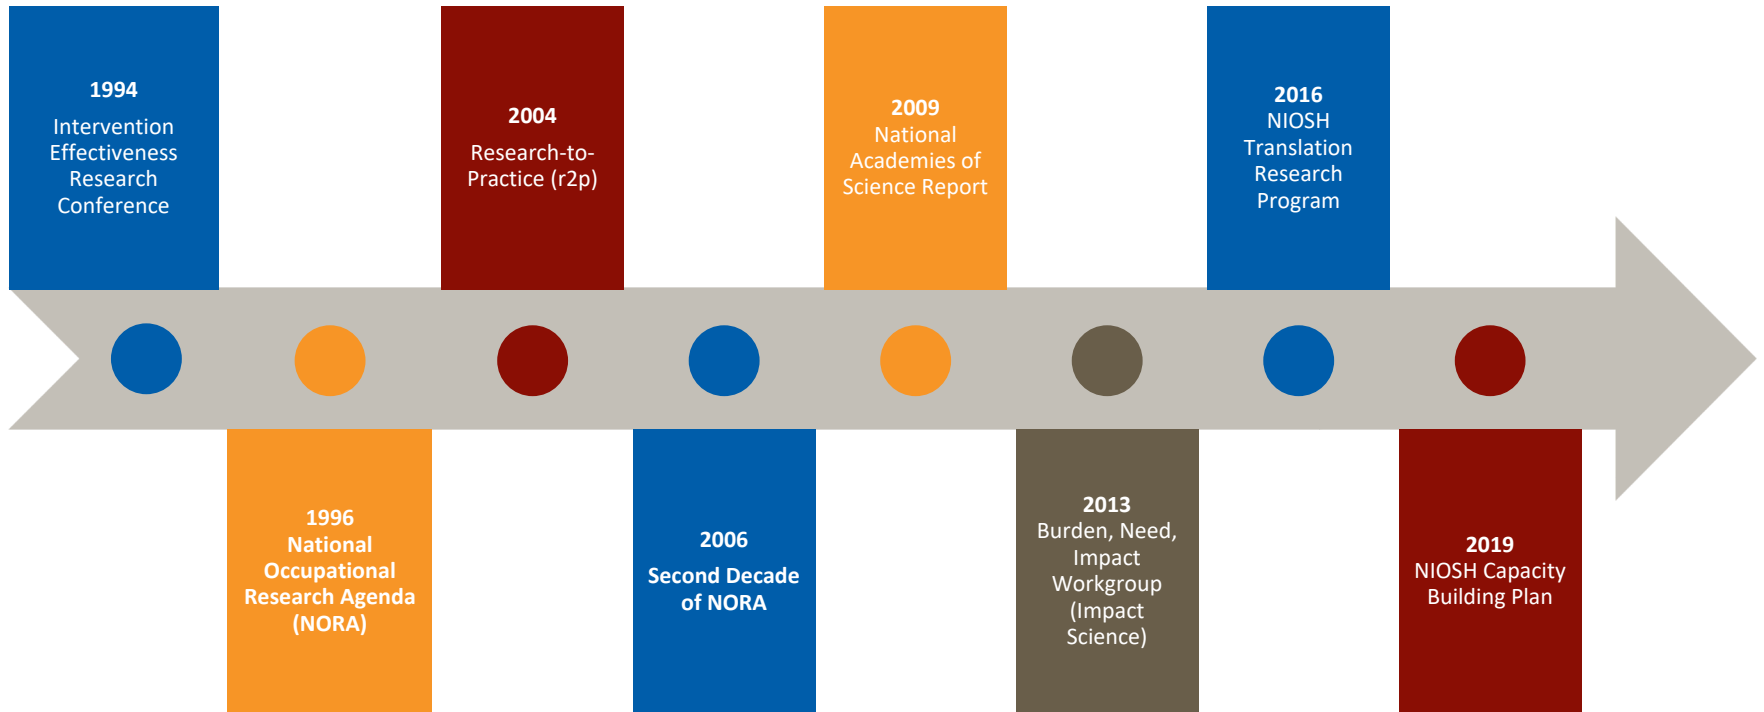 1994
Intervention
Effectiveness
Research
Conference
1996
National
Occupational
Research Agenda
(NORA)
2004
Research-to-
Practice (r2p)
2006
Second Decade
of NORA
2009
National
Academies of
Science Report
2013
Burden, Need,
Impact
Workgroup
(Impact
Science)
2016
NIOSH
Translation
Research
Program
2019
NIOSH Capacity
Building Plan